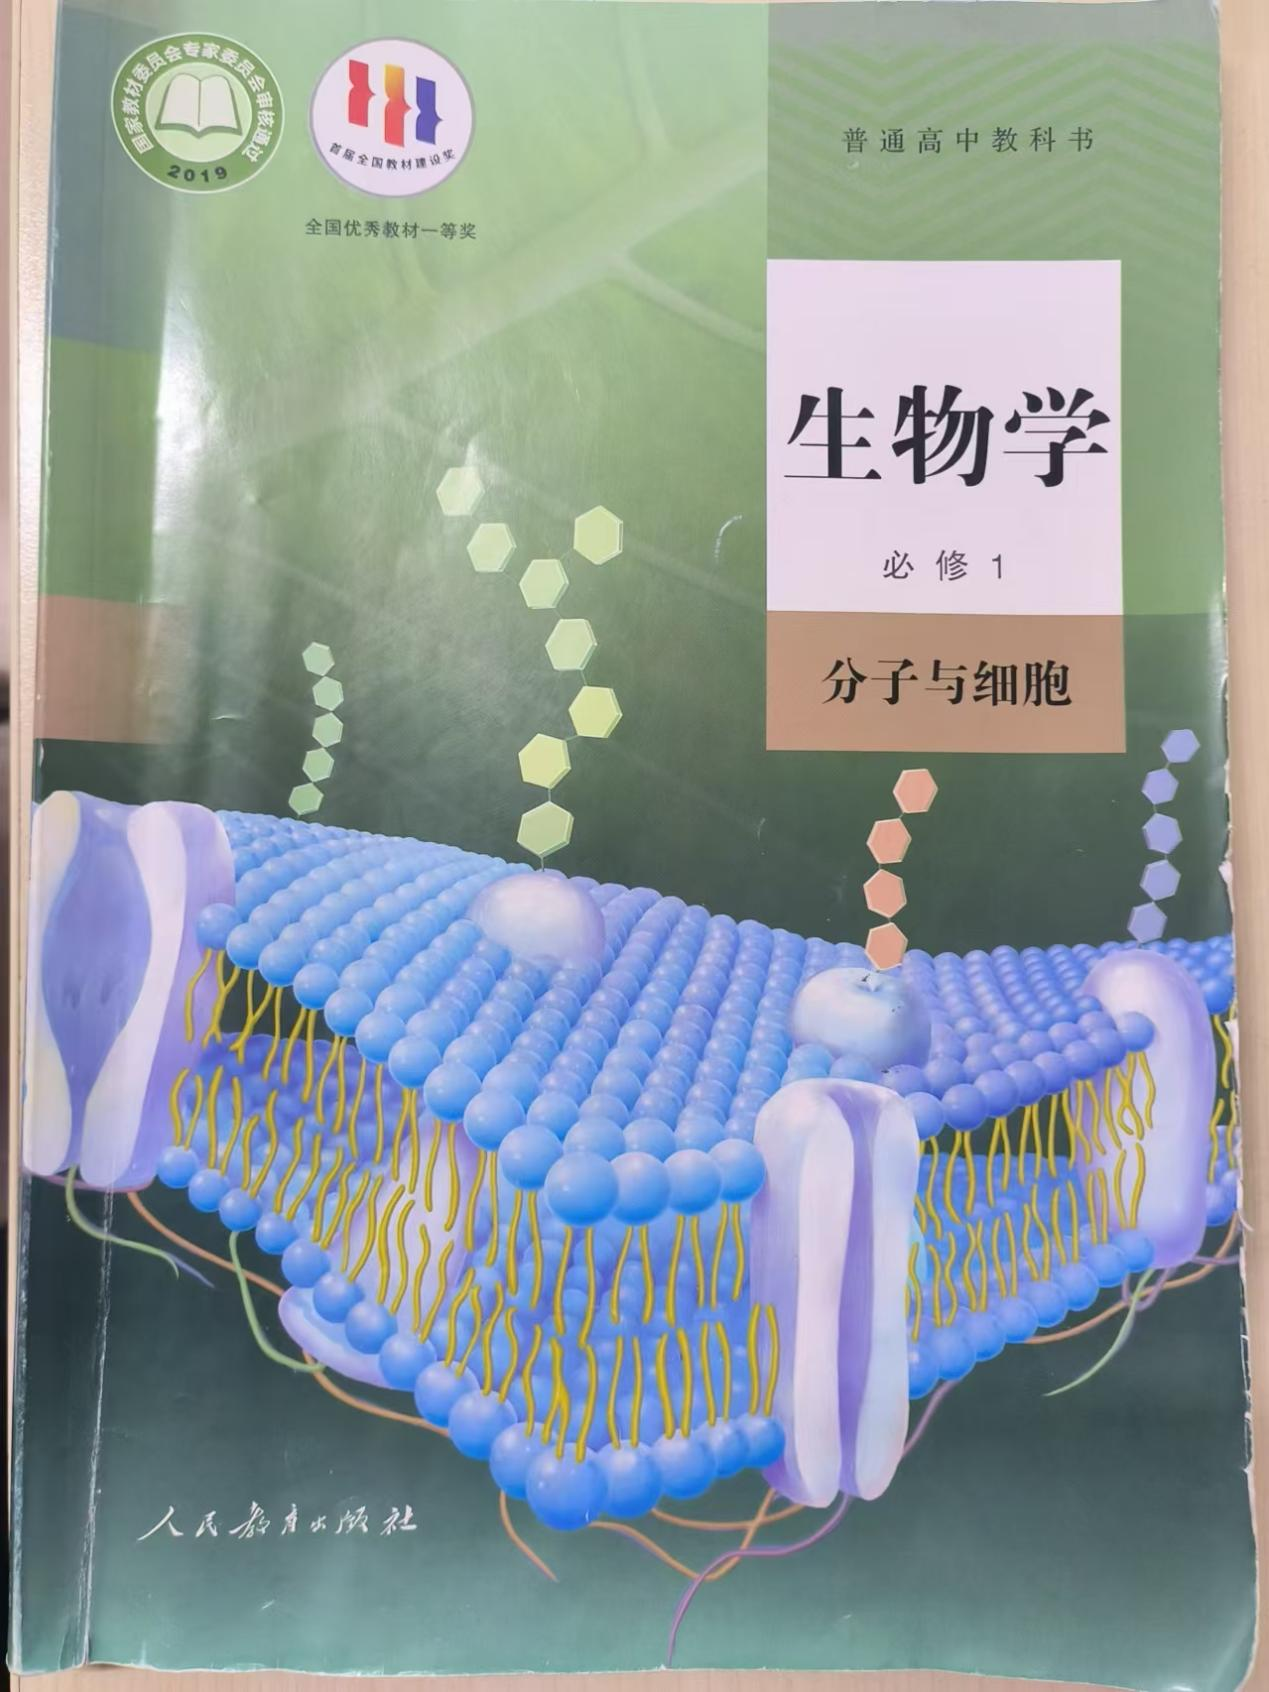 国家教材委员会专家委员会审核通过
2019
首届全国教材建设奖
全国优秀教材一等奖
普通高中教科书
生物学
必修1
分子与细胞
人民教育出版社